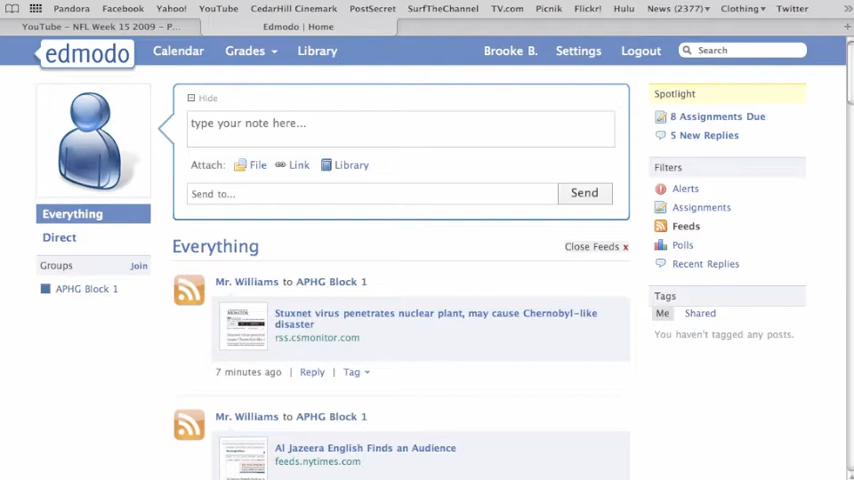 Pandora Facebook Yahoo! YouTube CedarHill Cinemark PostSecret SurfTheChannel TV.com Picnik Flickr! Hulu News (2377) Clothing Twitter
YouTube - NFL Week 15 2009 - P... Edmodo | Home
edmodo Calendar Grades Library Brooke B. Settings Logout Search
Hide
type your note here...
Attach: File Link Library
Send to... Send
Everything
Direct
Groups Join
APHG Block 1
Everything Close Feeds x
Mr. Williams to APHG Block 1
Stuxnet virus penetrates nuclear plant, may cause Chernobyl-like
disaster
rss.csmonitor.com
7 minutes ago | Reply | Tag
Mr. Williams to APHG Block 1
Al Jazeera English Finds an Audience
feeds.nytimes.com
Spotlight
8 Assignments Due
5 New Replies
Filters
Alerts
Assignments
Feeds
Polls
Recent Replies
Tags
Me Shared
You haven't tagged any posts.